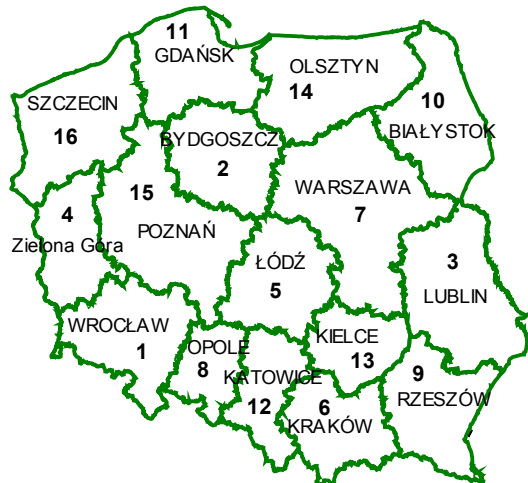 11
GDAŃSK
OLSZTYN
14
SZCZECIN
16
10
BIAŁYSTOK
BYDGOSZCZ
2
15
POZNAŃ
WARSZAWA
7
4
Zielona Góra
ŁÓDŹ
5
3
LUBLIN
WROCŁAW
1
OPOLE
8
KATOWICE
12
KIELCE
13
9
RZESZÓW
6
KRAKÓW